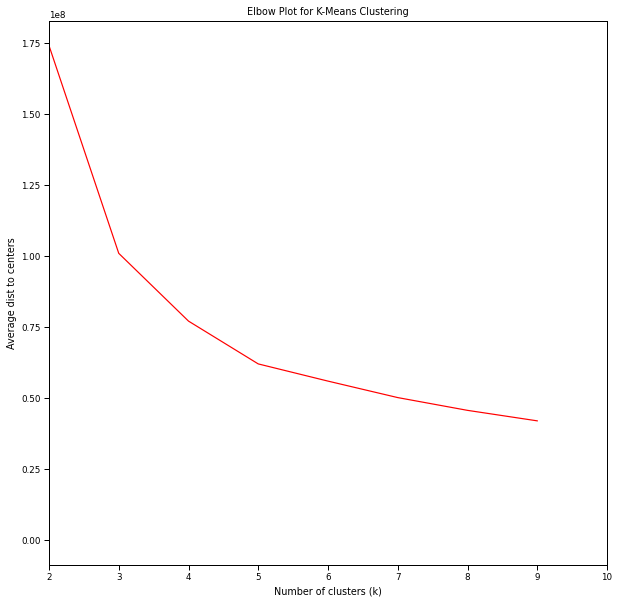 Elbow Plot for K-Means Clustering
1e8
1.75
1.50
1.25
1.00
0.75
0.50
0.25
0.00
Average dist to centers
2 3 4 5 6 7 8 9 10
Number of clusters (k)